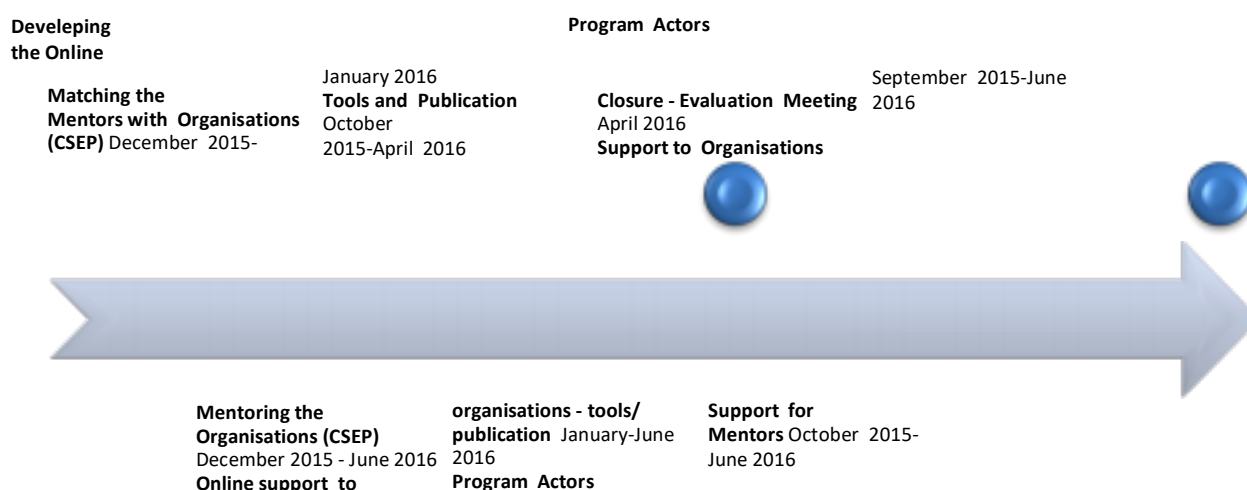 Develeping
the Online
Program Actors
Matching the
Mentors with Organisations
(CSEP) December 2015-
January 2016
Tools and Publication
October
2015-April 2016
Closure - Evaluation Meeting
April 2016
Support to Organisations
September 2015-June
2016
Mentoring the
Organisations (CSEP)
December 2015 - June 2016
Online support to
organisations - tools/
publication January-June
2016
Program Actors
Support for
Mentors October 2015-
June 2016